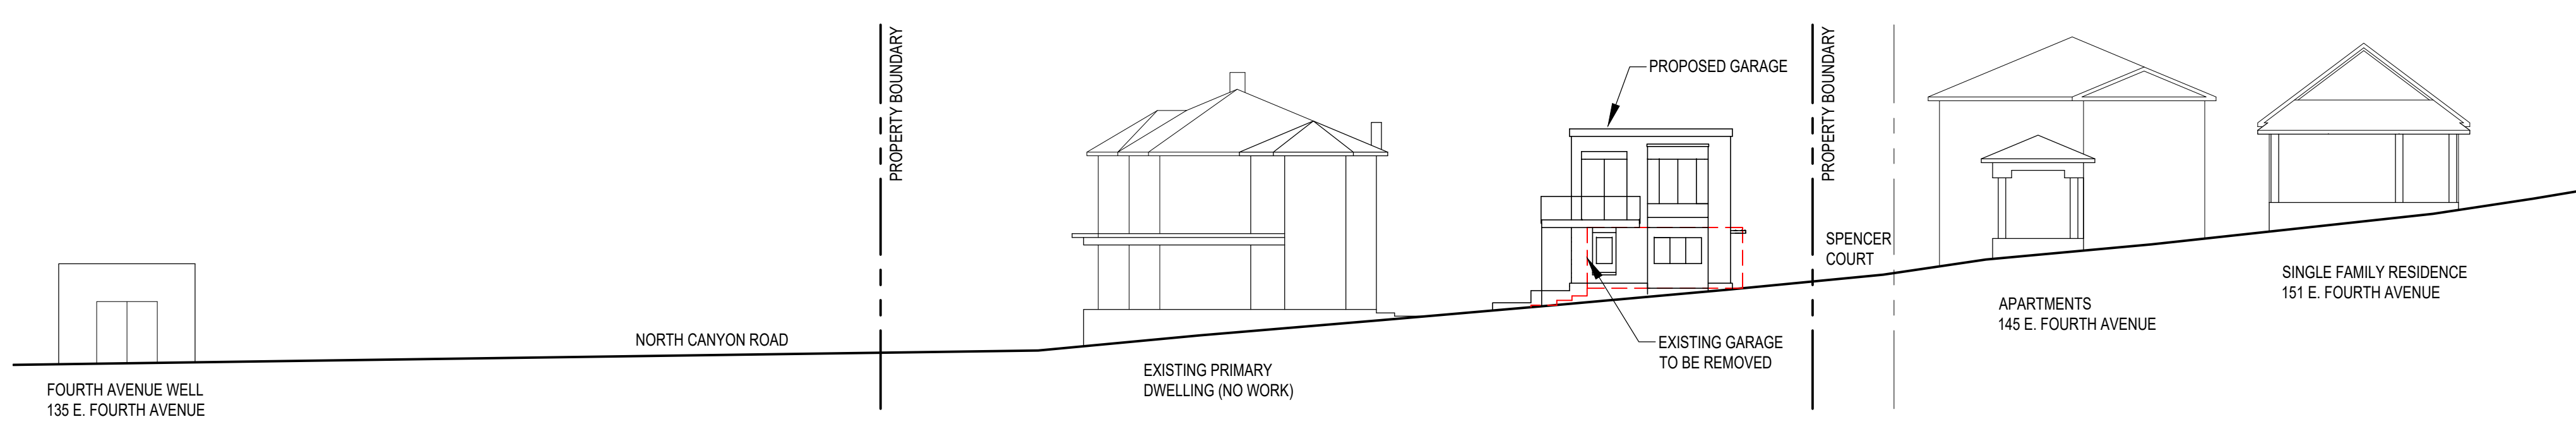 FOURTH AVENUE WELL
135 E. FOURTH AVENUE
NORTH CANYON ROAD
PROPERTY BOUNDARY
EXISTING PRIMARY
DWELLING (NO WORK)
PROPOSED GARAGE
EXISTING GARAGE
TO BE REMOVED
PROPERTY BOUNDARY
SPENCER
COURT
APARTMENTS
145 E. FOURTH AVENUE
SINGLE FAMILY RESIDENCE
151 E. FOURTH AVENUE